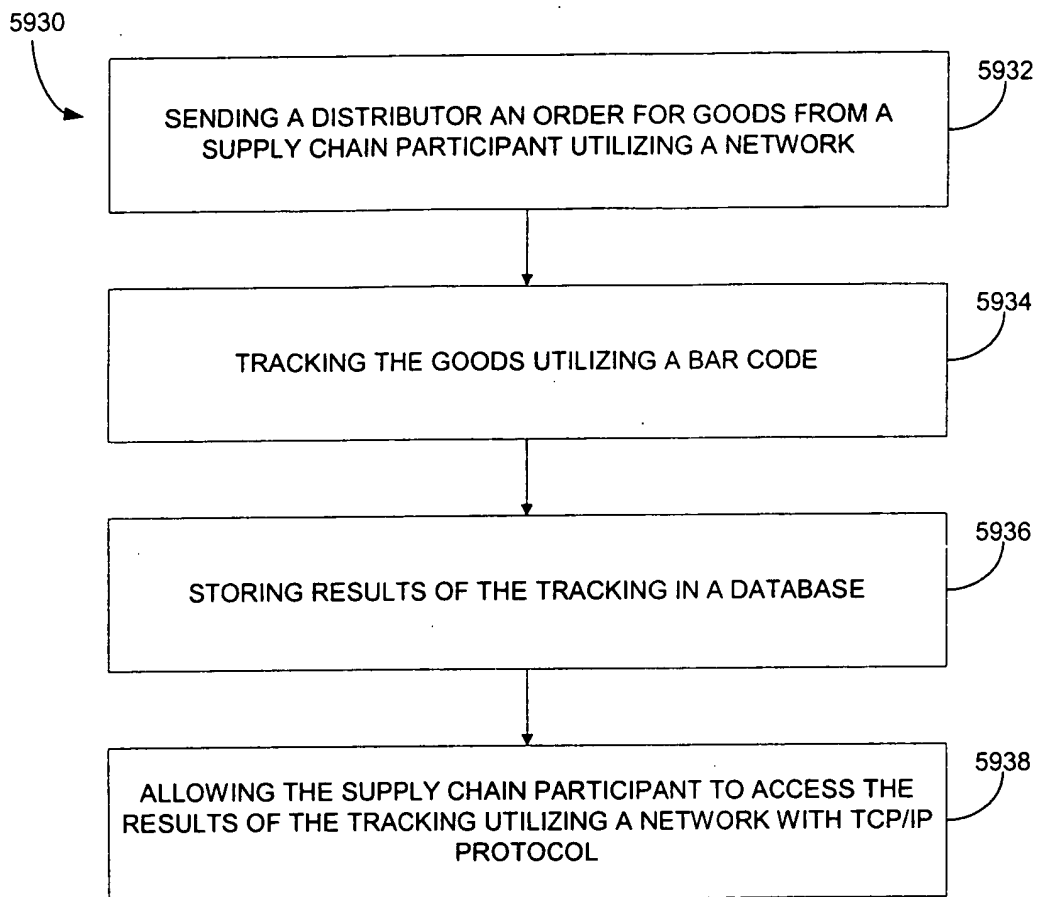 5930
5932
SENDING A DISTRIBUTOR AN ORDER FOR GOODS FROM A
SUPPLY CHAIN PARTICIPANT UTILIZING A NETWORK
5934
TRACKING THE GOODS UTILIZING A BAR CODE
5936
STORING RESULTS OF THE TRACKING IN A DATABASE
5938
ALLOWING THE SUPPLY CHAIN PARTICIPANT TO ACCESS THE
RESULTS OF THE TRACKING UTILIZING A NETWORK WITH TCP/IP
PROTOCOL